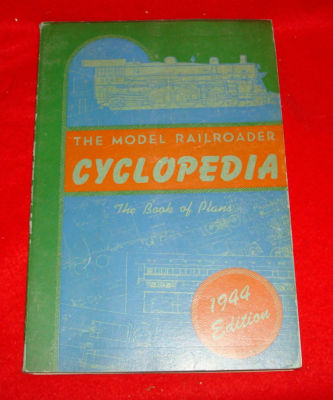 THE MODEL RAILROADER
CYCLOPEDIA
The Book of Plans
1944
Edition